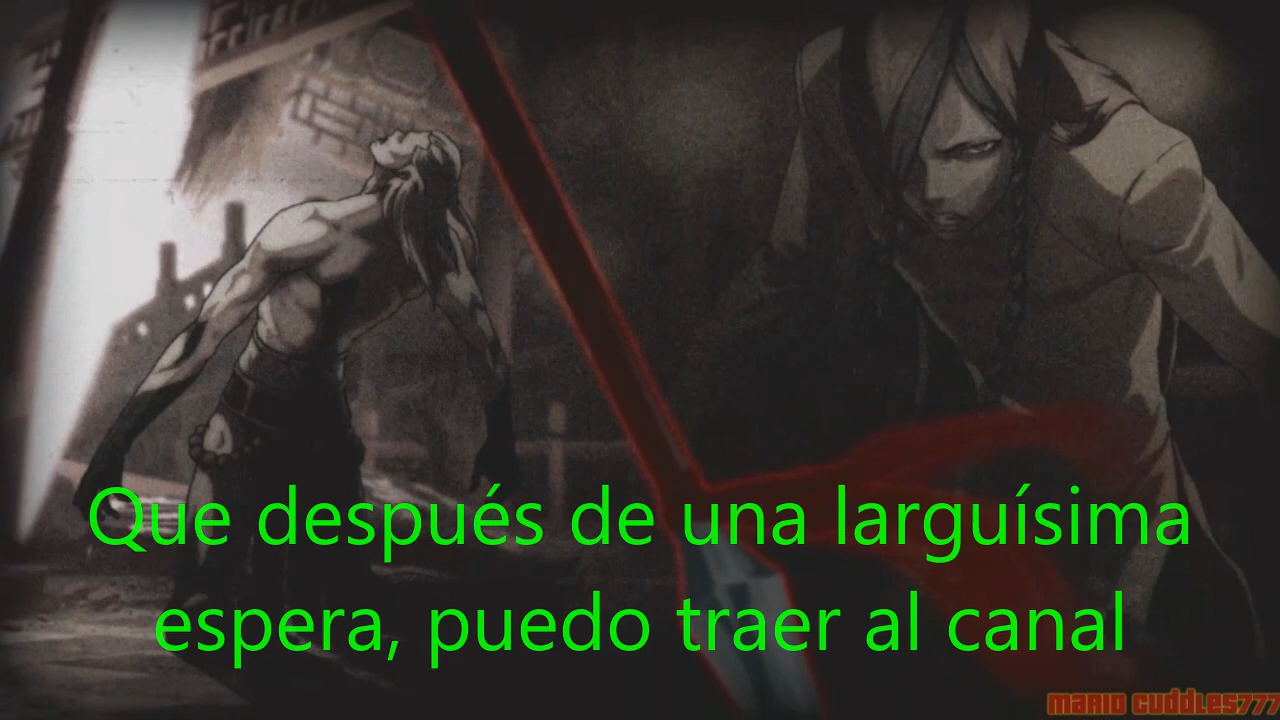 Que después de una larguísima
espera, puedo traer al canal
MARIO CUDDLES777